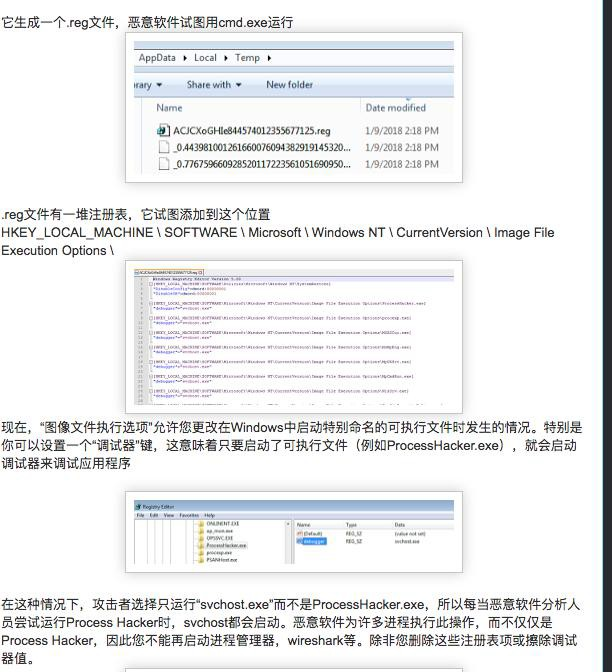 它生成一个.reg文件，恶意软件试图用cmd.exe运行
AppData ▸ Local ▸ Temp ▸
rary ▾ Share with ▾ New folder
Name Date modified
ACJCXoGHIe844574012355677125.reg 1/9/2018 2:18 PM
_0.443981001261660076094382919145320... 1/9/2018 2:18 PM
_0.77675966092852011722356105169095​0... 1/9/2018 2:18 PM
.reg文件有一堆注册表，它试图添加到这个位置
HKEY_LOCAL_MACHINE \ SOFTWARE \ Microsoft \ Windows NT \ CurrentVersion \ Image File
Execution Options \
Windows Registry Editor Version 5.00
现在，“图像文件执行选项”允许您更改在Windows中启动特别命名的可执行文件时发生的情况。特别是
你可以设置一个“调试器”键，这意味着只要启动了可执行文件（例如ProcessHacker.exe），就会启动
调试器来调试应用程序
Registry Editor
File Edit View Favorites Help
ONLINENT.EXE
op_mon.exe
OPSSVC.EXE
ProcessHacker.exe
procexp.exe
PSANHost.exe
Name Type Data
(Default) REG_SZ (value not set)
debugger REG_SZ svchost.exe
在这种情况下，攻击者选择只运行“svchost.exe”而不是ProcessHacker.exe，所以每当恶意软件分析人
员尝试运行Process Hacker时，svchost都会启动。恶意软件为许多进程执行此操作，而不仅仅是
Process Hacker，因此您不能再启动进程管理器，wireshark等。除非您删除这些注册表项或擦除调试
器值。